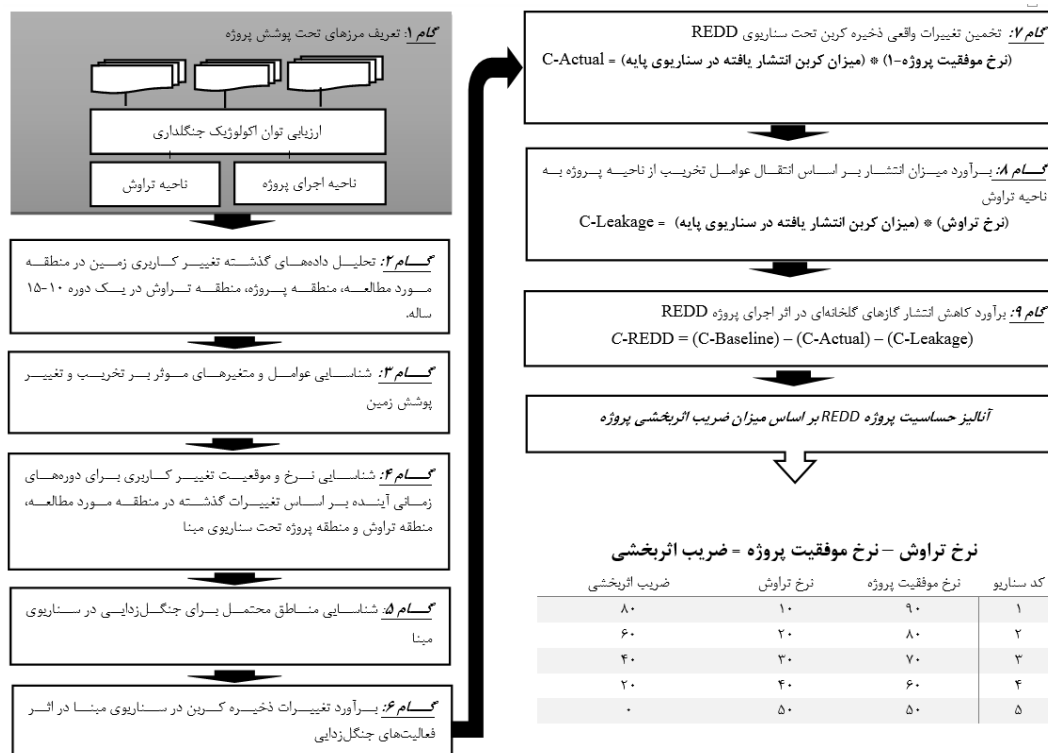 گام ۱: تعریف مرزهای تحت پوشش پروژه
ارزیابی توان اکولوژیک جنگلداری
ناحیه اجرای پروژه
ناحیه تراوش
گام ۲: تحلیل داده‌های گذشته تغییر کاربری زمین در منطقه
مورد مطالعه، منطقه پروژه، منطقه تراوش در یک دوره ۱۰-۱۵
ساله.
گام ۳: شناسایی عوامل و متغیرهای موثر بر تخریب و تغییر
پوشش زمین
گام ۴: شناسایی نرخ و موقعیت تغییر کاربری برای دوره‌های
زمانی آینده بر اساس تغییرات گذشته در منطقه مورد مطالعه،
منطقه تراوش و منطقه پروژه تحت سناریوی مبنا
گام ۵: شناسایی مناطق محتمل برای جنگل‌زدایی در سناریوی
مبنا
گام ۶: برآورد تغییرات ذخیره کربن در سناریوی مبنا در اثر
فعالیت‌های جنگل‌زدایی
گام ۷: تخمین تغییرات واقعی ذخیره کربن تحت سناریوی REDD
C-Actual = (میزان کربن انتشار یافته در سناریوی پایه) * (نرخ موفقیت پروژه-۱)
گام ۸: برآورد میزان انتشار بر اساس انتقال عوامل تخریب از ناحیه پروژه به
ناحیه تراوش
C-Leakage = (میزان کربن انتشار یافته در سناریوی پایه) * (نرخ تراوش)
گام ۹: برآورد کاهش انتشار گازهای گلخانه‌ای در اثر اجرای پروژه REDD
C-REDD = (C-Baseline) – (C-Actual) – (C-Leakage)
آنالیز حساسیت پروژه REDD بر اساس میزان ضریب اثربخشی پروژه
نرخ تراوش – نرخ موفقیت پروژه = ضریب اثربخشی
کد سناریو نرخ موفقیت پروژه نرخ تراوش ضریب اثربخشی
۱ ۹۰ ۱۰ ۸۰
۲ ۸۰ ۲۰ ۶۰
۳ ۷۰ ۳۰ ۴۰
۴ ۶۰ ۴۰ ۲۰
۵ ۵۰ ۵۰ ۰